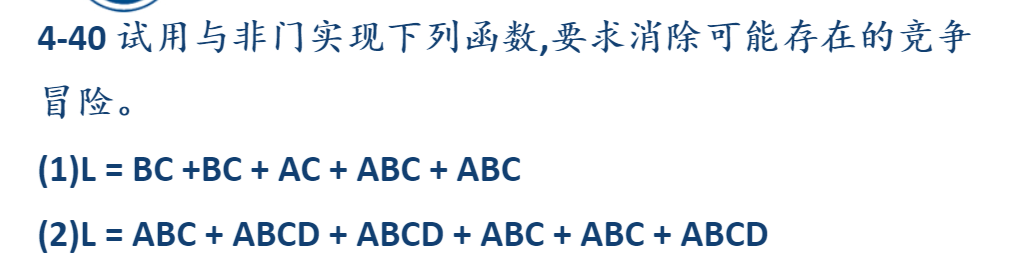 4-40 试用与非门实现下列函数,要求消除可能存在的竞争
冒险。
(1)L = BC +BC + AC + ABC + ABC
(2)L = ABC + ABCD + ABCD + ABC + ABC + ABCD